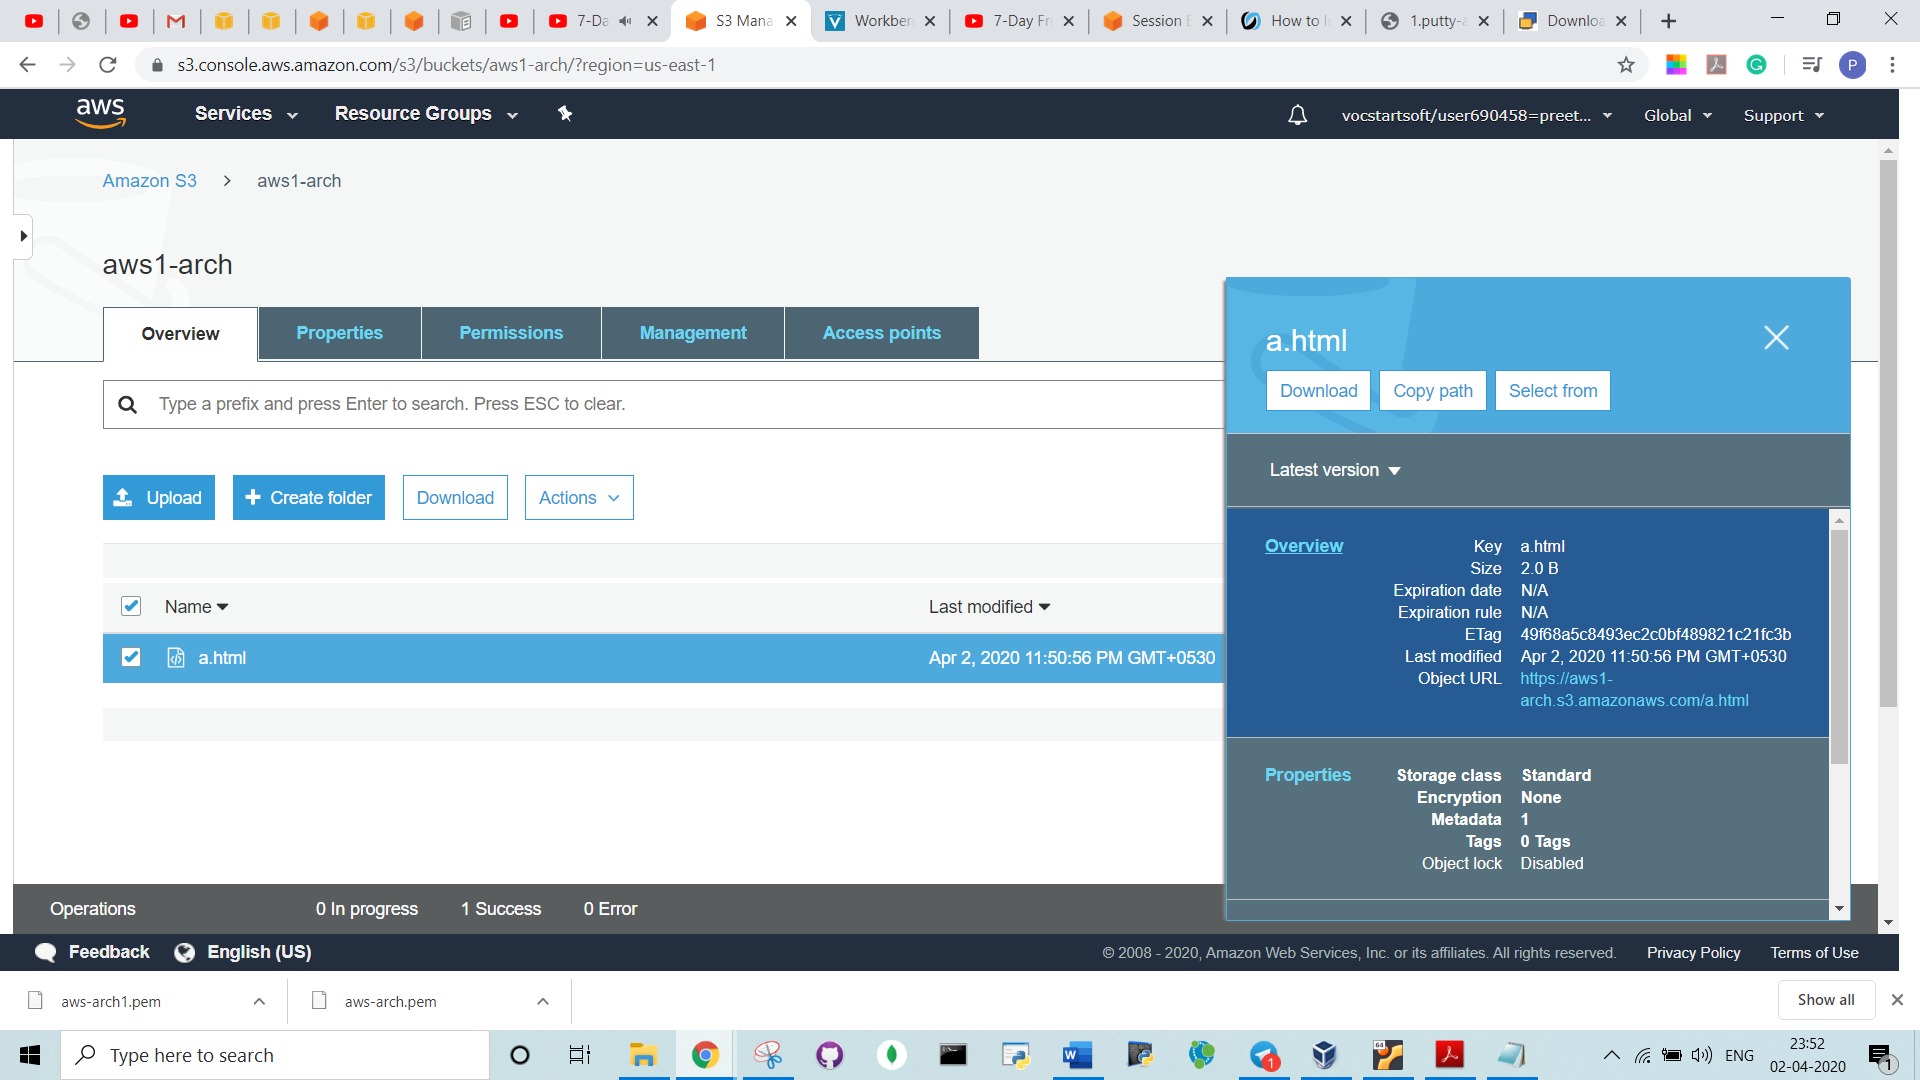 7-Da
S3 Mana
Workben
7-Day Fr
Session E
How to I
1.putty-a
Downloa
s3.console.aws.amazon.com/s3/buckets/aws1-arch/?region=us-east-1
P
aws
Services
Resource Groups
vocstartsoft/user690458=preet...
Global
Support
Amazon S3 > aws1-arch
aws1-arch
Overview
Properties
Permissions
Management
Access points
Type a prefix and press Enter to search. Press ESC to clear.
Upload
Create folder
Download
Actions
Name
Last modified
a.html
Apr 2, 2020 11:50:56 PM GMT+0530
a.html
Download
Copy path
Select from
Latest version
Overview
Key a.html
Size 2.0 B
Expiration date N/A
Expiration rule N/A
ETag 49f68a5c8493ec2c0bf489821c21fc3b
Last modified Apr 2, 2020 11:50:56 PM GMT+0530
Object URL https://aws1-
arch.s3.amazonaws.com/a.html
Properties
Storage class Standard
Encryption None
Metadata 1
Tags 0 Tags
Object lock Disabled
Operations
0 In progress
1 Success
0 Error
Feedback
English (US)
© 2008 - 2020, Amazon Web Services, Inc. or its affiliates. All rights reserved.
Privacy Policy
Terms of Use
aws-arch1.pem
aws-arch.pem
Show all
Type here to search
64
1
ENG
23:52
02-04-2020
1